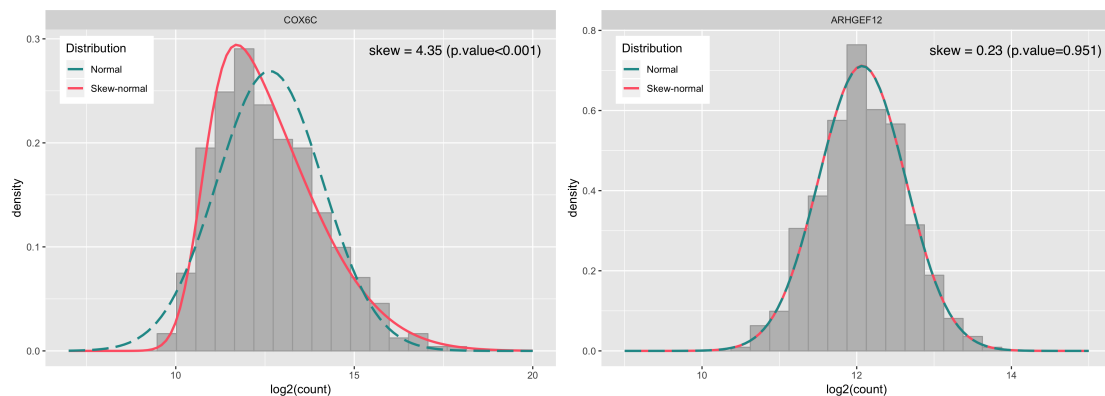 COX6C
Distribution
Normal
Skew-normal
skew = 4.35 (p.value<0.001)
0.3
0.2
0.1
0.0
density
10
15
20
log2(count)
ARHGEF12
Distribution
Normal
Skew-normal
skew = 0.23 (p.value=0.951)
0.8
0.6
0.4
0.2
0.0
density
10
12
14
log2(count)